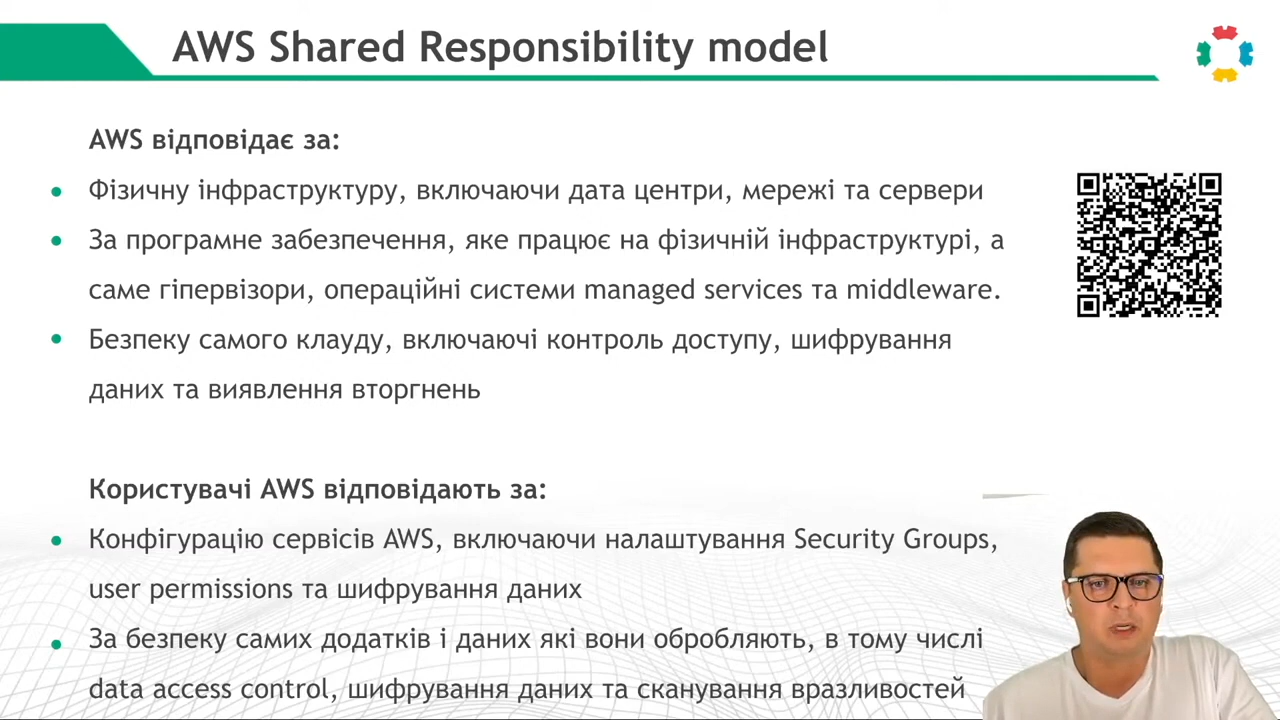 AWS Shared Responsibility model
AWS відповідає за:
Фізичну інфраструктуру, включаючи дата центри, мережі та сервери
За програмне забезпечення, яке працює на фізичній інфраструктурі, а
саме гіпервізори, операційні системи managed services та middleware.
Безпеку самого клауду, включаючі контроль доступу, шифрування
даних та виявлення вторгнень
Користувачі AWS відповідають за:
Конфігурацію сервісів AWS, включаючи налаштування Security Groups,
user permissions та шифрування даних
За безпеку самих додатків і даних які вони обробляють, в тому числі
data access control, шифрування даних та сканування вразливостей